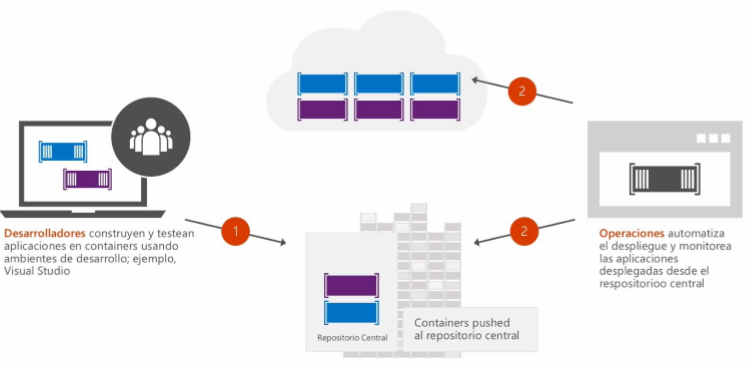 2
Desarrolladores construyen y testean
aplicaciones en containers usando
ambientes de desarrollo; ejemplo,
Visual Studio
1
2
Operaciones automatiza
el despliegue y monitorea
las aplicaciones
desplegadas desde el
respositorioo central
Containers pushed
al repositorio central
Repositorio Central